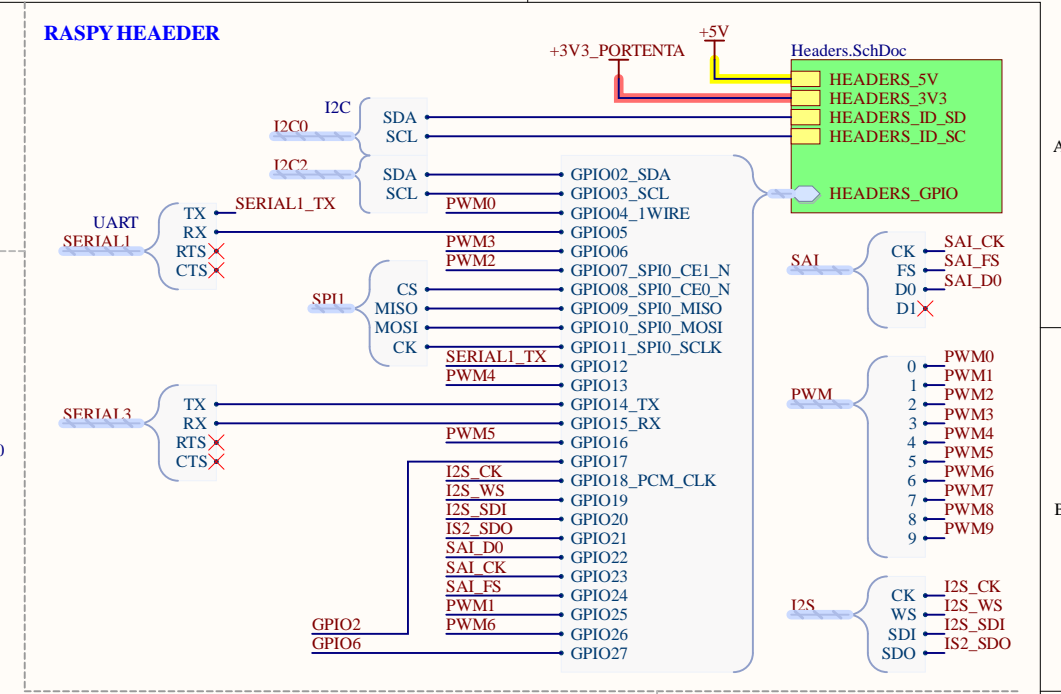 RASPY HEAEDER
+5V
+3V3_PORTENTA
Headers.SchDoc
HEADERS_5V
HEADERS_3V3
HEADERS_ID_SD
HEADERS_ID_SC
HEADERS_GPIO
I2C
I2C0
SDA
SCL
I2C2
SDA
SCL
UART
SERIAL1
TX
RX
RTS
CTS
SERIAL1_TX
SPI1
CS
MISO
MOSI
CK
SERIAL3
TX
RX
RTS
CTS
GPIO02_SDA
GPIO03_SCL
PWM0 GPIO04_1WIRE
GPIO05
PWM3 GPIO06
PWM2 GPIO07_SPI0_CE1_N
GPIO08_SPI0_CE0_N
GPIO09_SPI0_MISO
GPIO10_SPI0_MOSI
GPIO11_SPI0_SCLK
SERIAL1_TX GPIO12
PWM4 GPIO13
GPIO14_TX
GPIO15_RX
PWM5 GPIO16
GPIO17
I2S_CK GPIO18_PCM_CLK
I2S_WS GPIO19
I2S_SDI GPIO20
IS2_SDO GPIO21
SAI_D0 GPIO22
SAI_CK GPIO23
SAI_FS GPIO24
PWM1 GPIO25
GPIO2 PWM6 GPIO26
GPIO6 GPIO27
SAI
CK SAI_CK
FS SAI_FS
D0 SAI_D0
D1
PWM
0 PWM0
1 PWM1
2 PWM2
3 PWM3
4 PWM4
5 PWM5
6 PWM6
7 PWM7
8 PWM8
9 PWM9
I2S
CK I2S_CK
WS I2S_WS
SDI I2S_SDI
SDO IS2_SDO